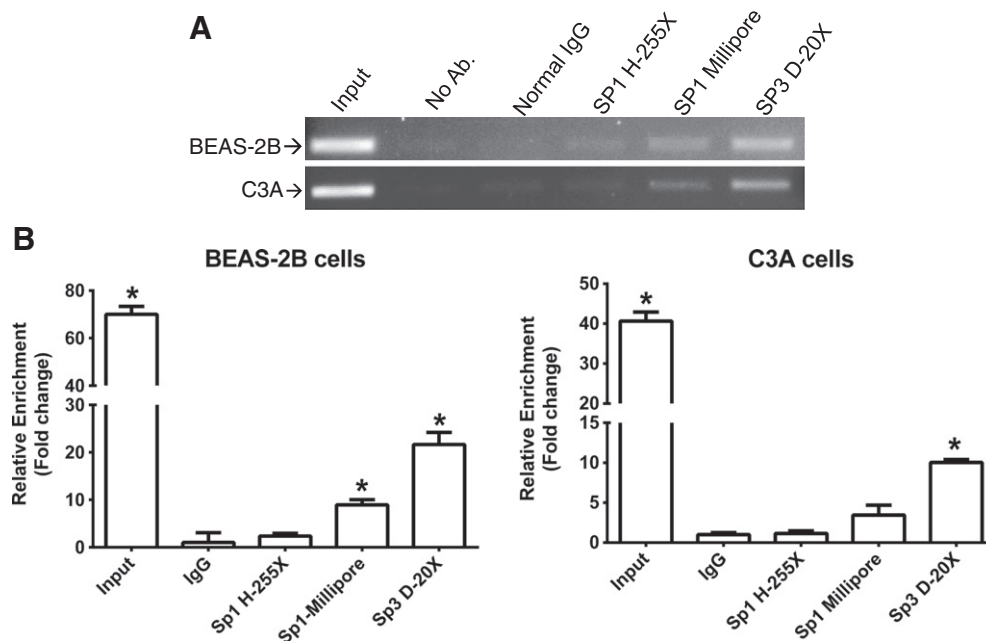 A
Input
No Ab.
Normal IgG
SP1 H-255X
SP1 Millipore
SP3 D-20X
BEAS-2B→
C3A→
B
BEAS-2B cells
Relative Enrichment
(Fold change)
80
60
40
30
20
10
0
*
*
*
Input
IgG
Sp1 H-255X
Sp1-Millipore
Sp3 D-20X
C3A cells
Relative Enrichment
(Fold change)
50
40
30
20
15
10
5
0
*
*
Input
IgG
Sp1 H-255X
Sp1 Millipore
Sp3 D-20X